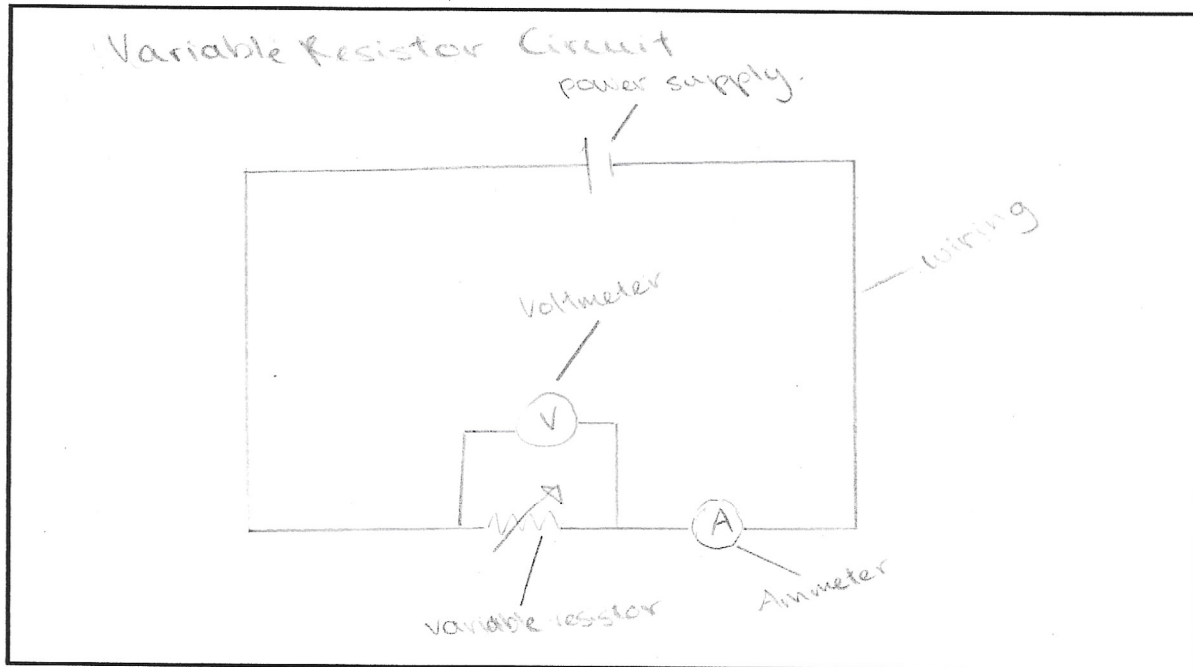 Variable Resistor Circuit
power supply.
wiring
Voltmeter
V
A
Ammeter
variable resistor